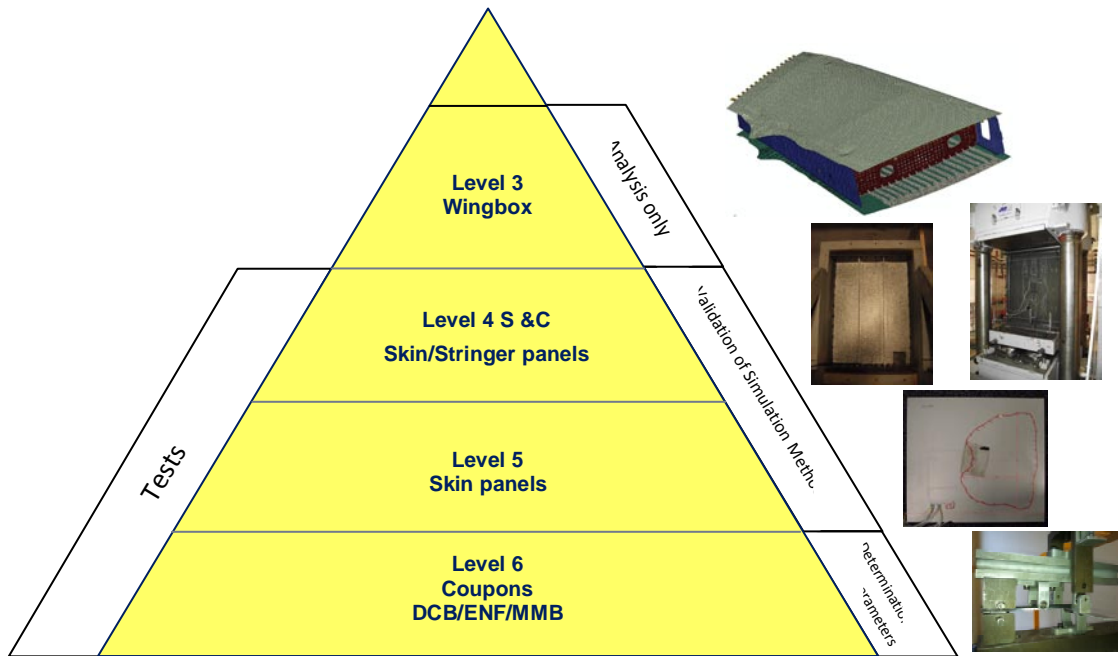 Level 3
Wingbox
Analysis only
Level 4 S &C
Skin/Stringer panels
Validation of Simulation
Level 5
Skin panels
Tests
Level 6
Coupons
DCB/ENF/MMB